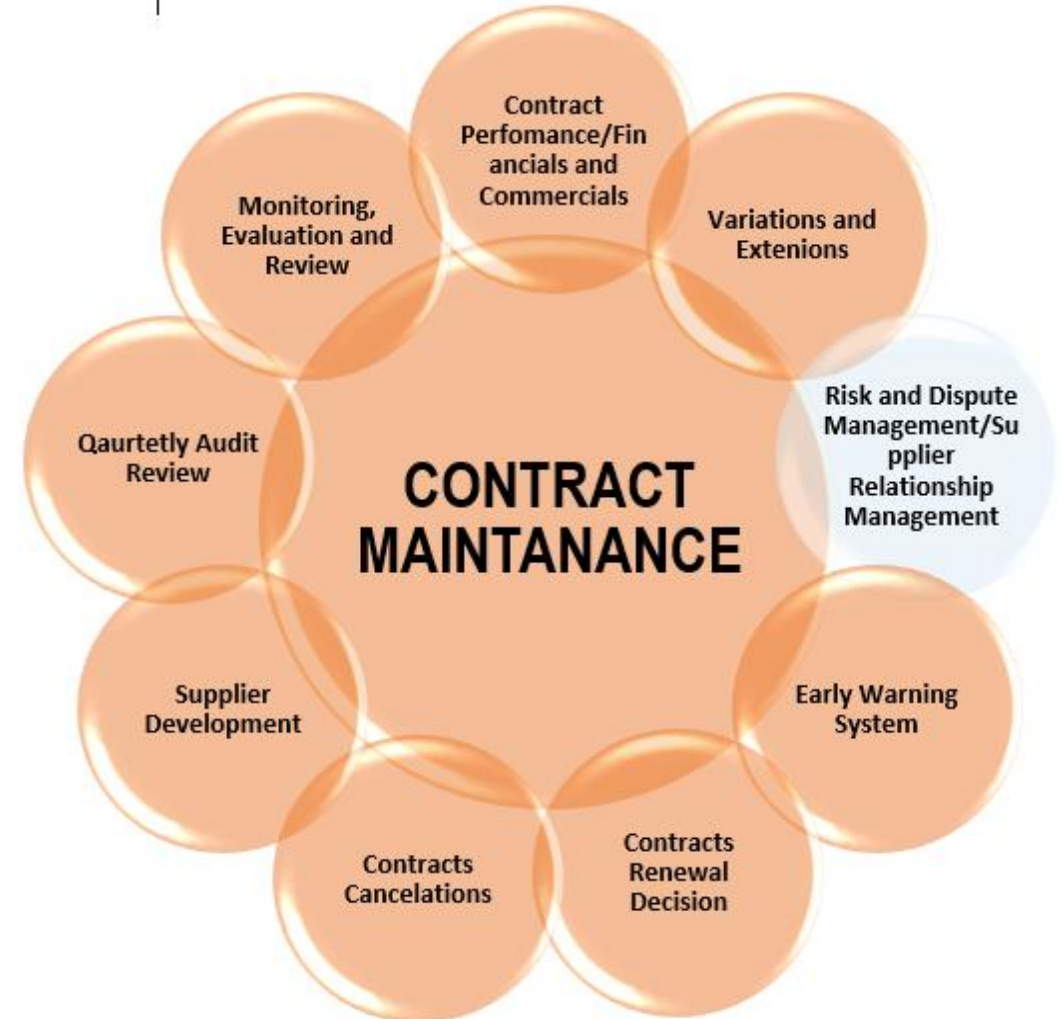 Contract
Perfomance/Fin
ancials and
Commercials
Variations and
Extenions
Risk and Dispute
Management/Su
pplier
Relationship
Management
Early Warning
System
Contracts
Renewal
Decision
Contracts
Cancelations
Supplier
Development
Qaurtetly Audit
Review
Monitoring,
Evaluation and
Review
CONTRACT
MAINTANANCE